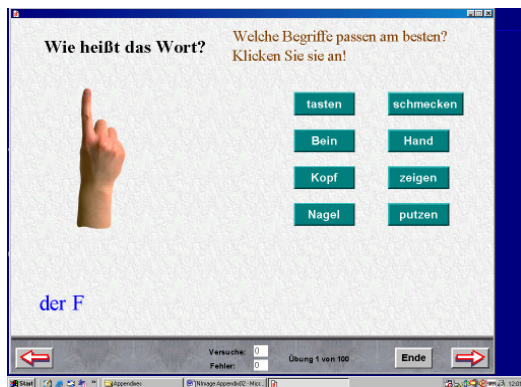 Wie heißt das Wort?
Welche Begriffe passen am besten?
Klicken Sie sie an!
tasten
schmecken
Bein
Hand
Kopf
zeigen
Nagel
putzen
der F
Versuche: 0
Fehler: 0
Übung 1 von 100
Ende
Start
Appendixec